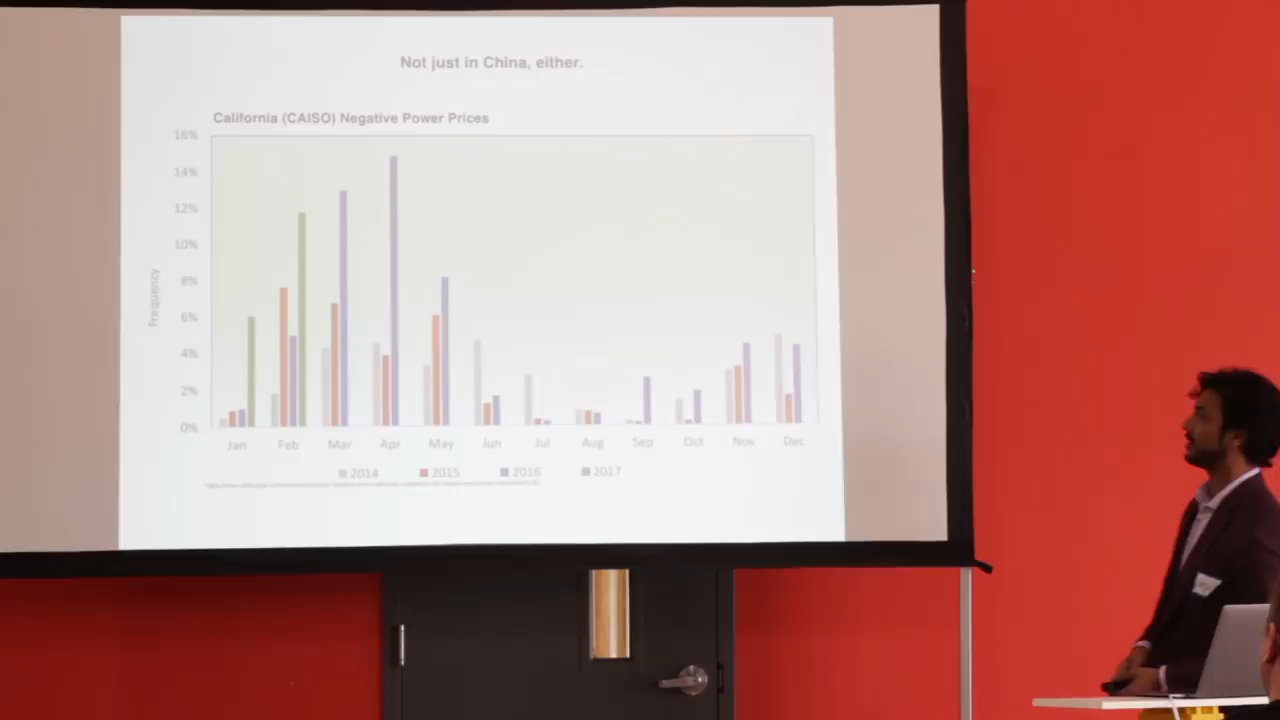 Not just in China, either.
California (CAISO) Negative Power Prices
16%
14%
12%
10%
8%
6%
4%
2%
0%
Frequency
Jan Feb Mar Apr May Jun Jul Aug Sep Oct Nov Dec
2014 2015 2016 2017